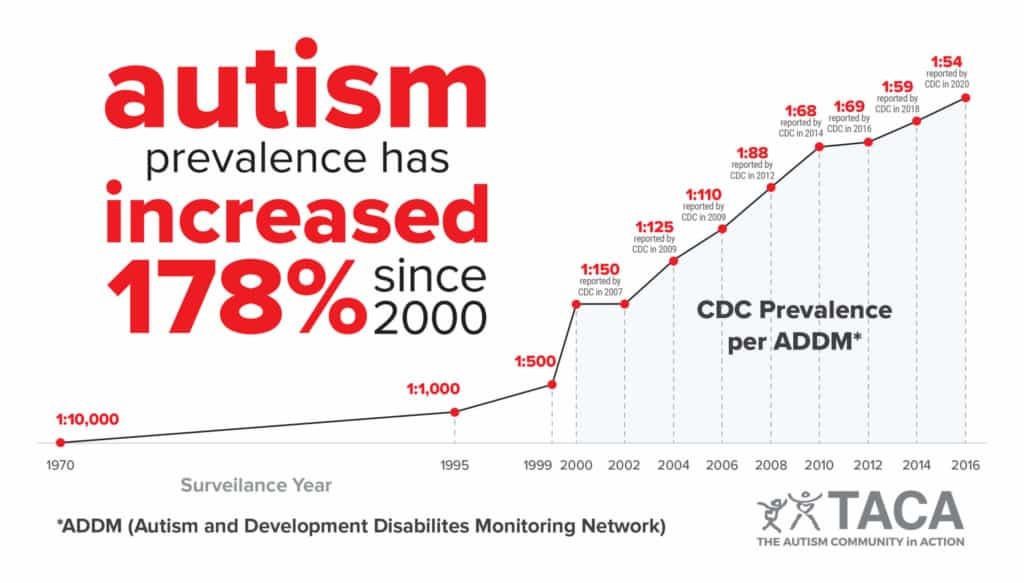 autism
prevalence has
increased
178% since
2000
1:10,000
1:1,000
1:500
1:150
reported by
CDC in 2007
1:125
reported by
CDC in 2009
1:110
reported by
CDC in 2009
1:88
reported by
CDC in 2012
1:68
reported by
CDC in 2014
1:69
reported by
CDC in 2016
1:59
reported by
CDC in 2018
1:54
reported by
CDC in 2020
CDC Prevalence
per ADDM*
1970
1995
1999
2000
2002
2004
2006
2008
2010
2012
2014
2016
Surveilance Year
*ADDM (Autism and Development Disabilites Monitoring Network)
TACA
THE AUTISM COMMUNITY in ACTION